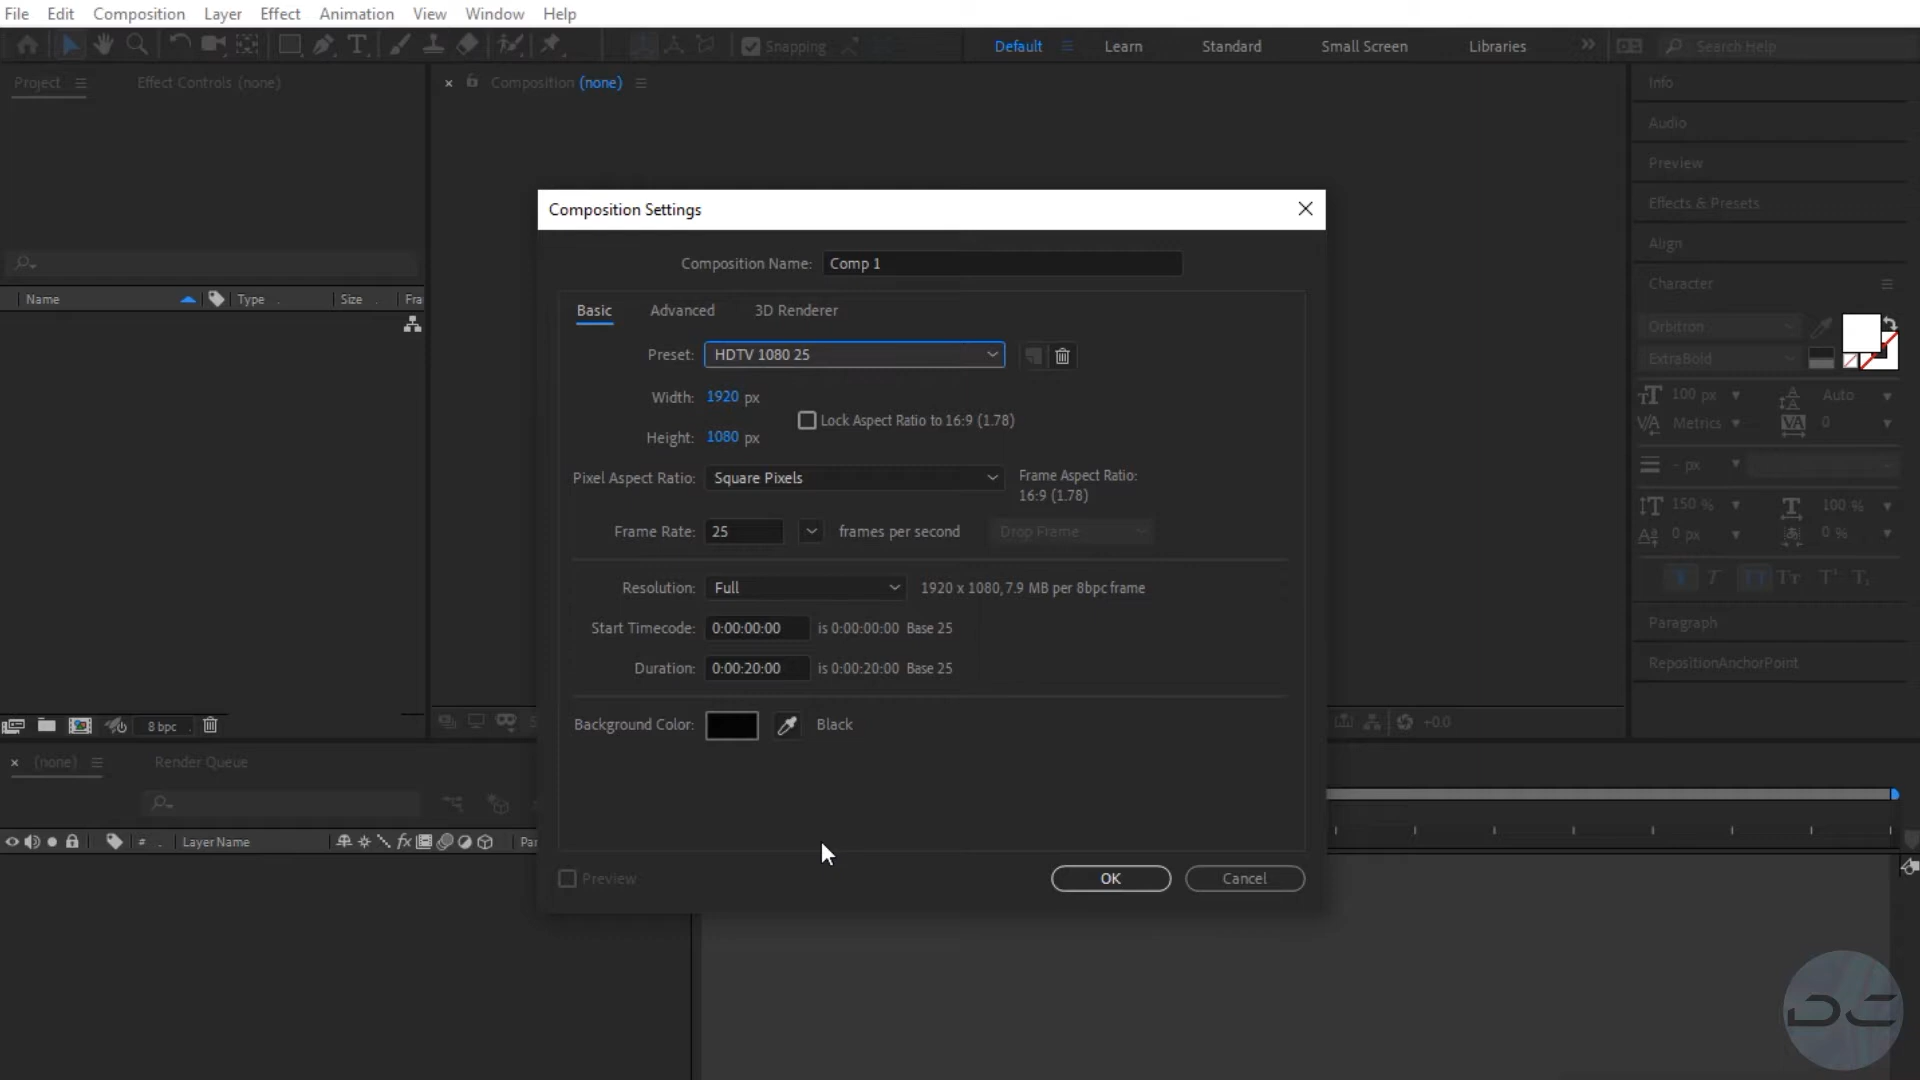 File Edit Composition Layer Effect Animation View Window Help
Snapping Default Learn Standard Small Screen Libraries Search Help
Project Effect Controls (none) Composition (none) Info
Audio
Preview
Effects & Presets
Align
Character
Orbitron
ExtraBold
100 px Auto
Metrics 0
- px
150 % 100 %
0 px 0 %
Paragraph
RepositionAnchorPoint
Name Type Size Fra
8 bpc
+0.0
(none) Render Queue
# Layer Name fx Par
Composition Settings
Composition Name: Comp 1
Basic Advanced 3D Renderer
Preset: HDTV 1080 25
Width: 1920 px
Lock Aspect Ratio to 16:9 (1.78)
Height: 1080 px
Pixel Aspect Ratio: Square Pixels Frame Aspect Ratio:
16:9 (1.78)
Frame Rate: 25 frames per second Drop Frame
Resolution: Full 1920 x 1080, 7.9 MB per 8bpc frame
Start Timecode: 0:00:00:00 is 0:00:00:00 Base 25
Duration: 0:00:20:00 is 0:00:20:00 Base 25
Background Color: Black
Preview OK Cancel
DC